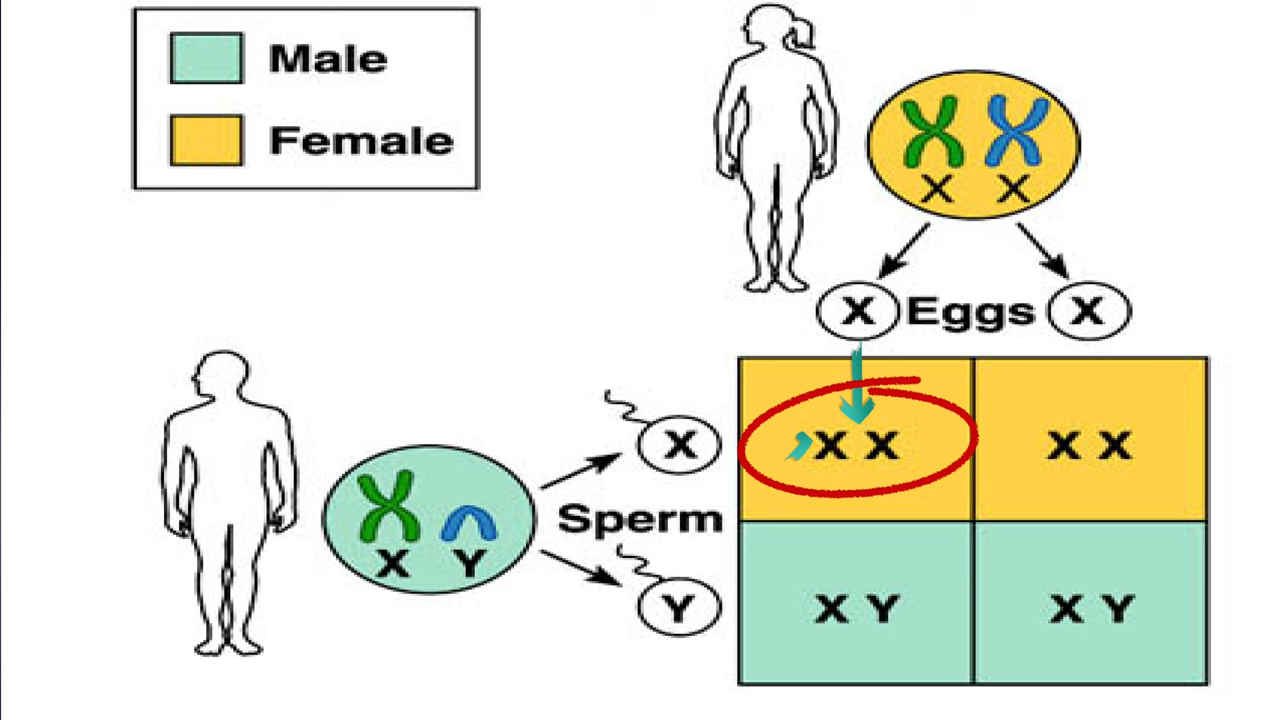 Male
Female
X X
X Eggs X
X
X X
X X
Sperm
X Y
Y
X Y
X Y